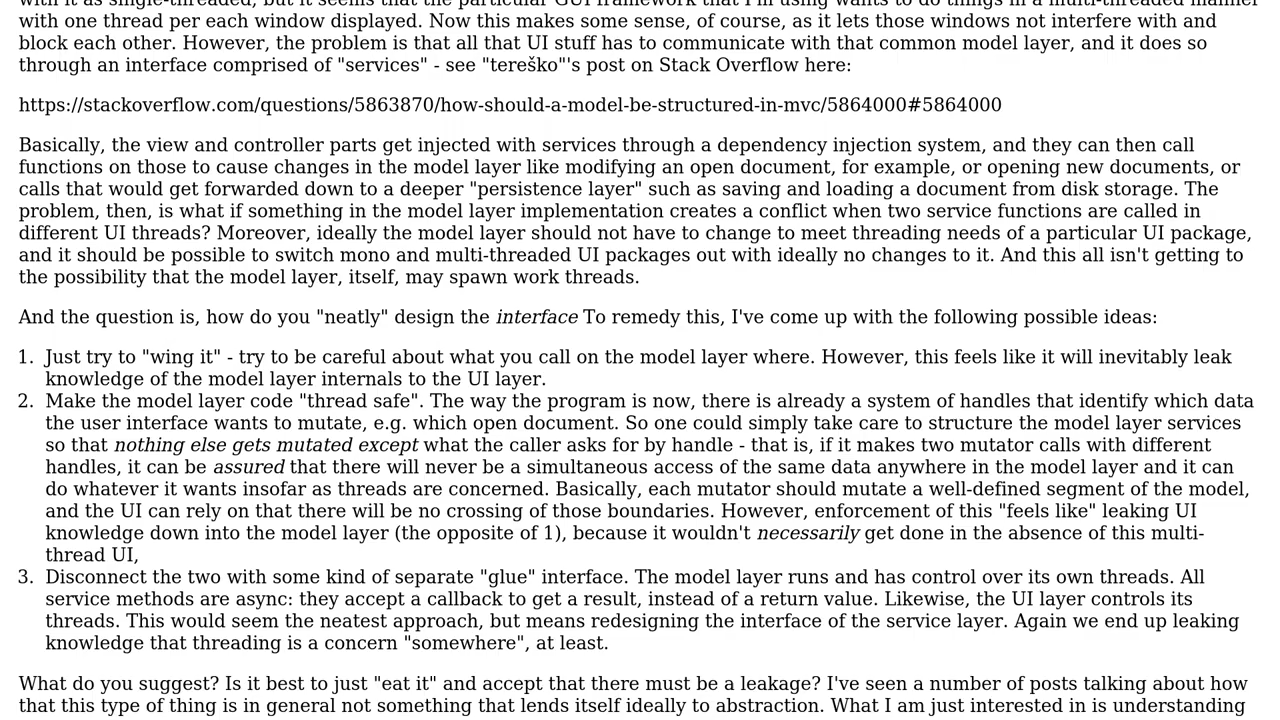 with it as single-threaded, but it seems that the particular GUI framework that I'm using wants to do things in a multi-threaded manner
with one thread per each window displayed. Now this makes some sense, of course, as it lets those windows not interfere with and
block each other. However, the problem is that all that UI stuff has to communicate with that common model layer, and it does so
through an interface comprised of "services" - see "tereško"'s post on Stack Overflow here:
https://stackoverflow.com/questions/5863870/how-should-a-model-be-structured-in-mvc/5864000#5864000
Basically, the view and controller parts get injected with services through a dependency injection system, and they can then call
functions on those to cause changes in the model layer like modifying an open document, for example, or opening new documents, or
calls that would get forwarded down to a deeper "persistence layer" such as saving and loading a document from disk storage. The
problem, then, is what if something in the model layer implementation creates a conflict when two service functions are called in
different UI threads? Moreover, ideally the model layer should not have to change to meet threading needs of a particular UI package,
and it should be possible to switch mono and multi-threaded UI packages out with ideally no changes to it. And this all isn't getting to
the possibility that the model layer, itself, may spawn work threads.
And the question is, how do you "neatly" design the interface To remedy this, I've come up with the following possible ideas:
1. Just try to "wing it" - try to be careful about what you call on the model layer where. However, this feels like it will inevitably leak
knowledge of the model layer internals to the UI layer.
2. Make the model layer code "thread safe". The way the program is now, there is already a system of handles that identify which data
the user interface wants to mutate, e.g. which open document. So one could simply take care to structure the model layer services
so that nothing else gets mutated except what the caller asks for by handle - that is, if it makes two mutator calls with different
handles, it can be assured that there will never be a simultaneous access of the same data anywhere in the model layer and it can
do whatever it wants insofar as threads are concerned. Basically, each mutator should mutate a well-defined segment of the model,
and the UI can rely on that there will be no crossing of those boundaries. However, enforcement of this "feels like" leaking UI
knowledge down into the model layer (the opposite of 1), because it wouldn't necessarily get done in the absence of this multi-
thread UI,
3. Disconnect the two with some kind of separate "glue" interface. The model layer runs and has control over its own threads. All
service methods are async: they accept a callback to get a result, instead of a return value. Likewise, the UI layer controls its
threads. This would seem the neatest approach, but means redesigning the interface of the service layer. Again we end up leaking
knowledge that threading is a concern "somewhere", at least.
What do you suggest? Is it best to just "eat it" and accept that there must be a leakage? I've seen a number of posts talking about how
that this type of thing is in general not something that lends itself ideally to abstraction. What I am just interested in is understanding